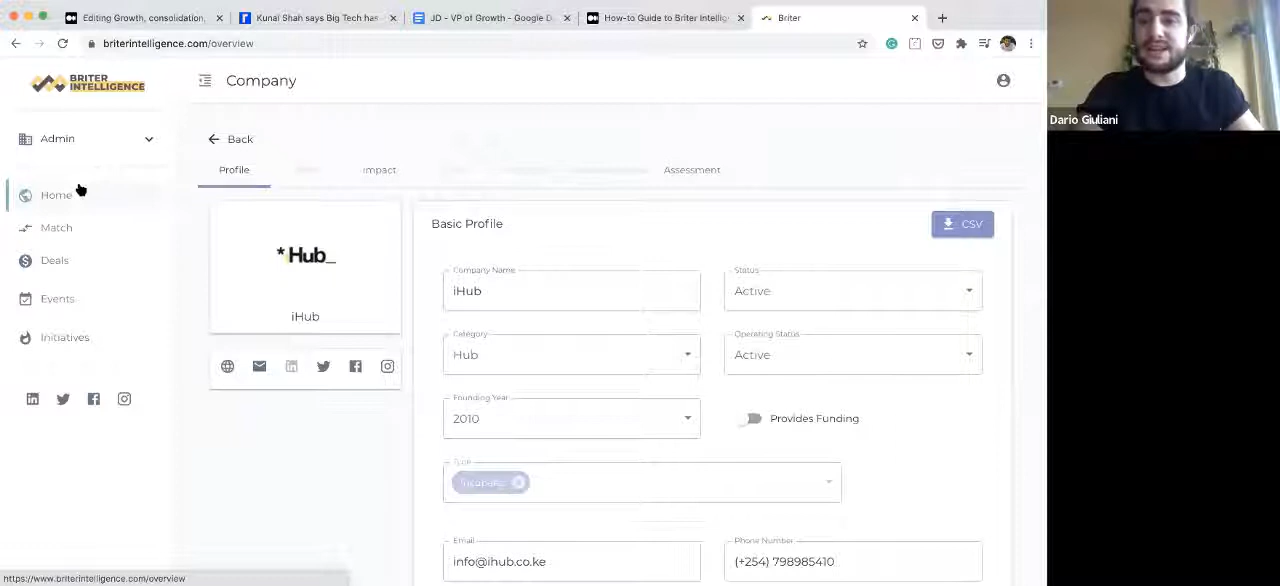 Editing Growth, consolidation,
Kunal Shah says Big Tech has
JD - VP of Growth - Google D
How-to Guide to Briter Intellig
Briter
briterintelligence.com/overview
BRITER
INTELLIGENCE
Company
Dario Giuliani
Admin
Back
Profile
Impact
Assessment
Home
Match
Deals
Events
Initiatives
*iHub_
iHub
Basic Profile
CSV
Company Name
iHub
Status
Active
Category
Hub
Operating Status
Active
Founding Year
2010
Provides Funding
Type
Email
info@ihub.co.ke
Phone Number
(+254) 798985410
https://www.briterintelligence.com/overview